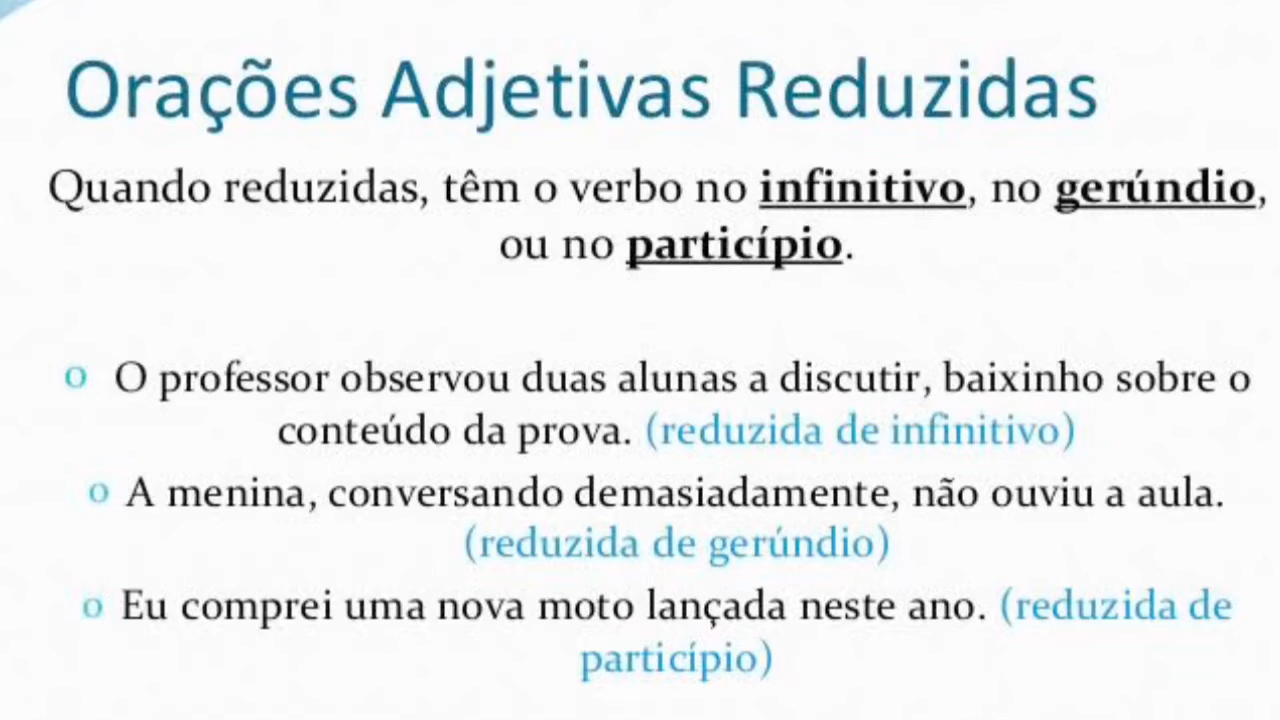 Orações Adjetivas Reduzidas
Quando reduzidas, têm o verbo no infinitivo, no gerúndio,
ou no particípio.
o O professor observou duas alunas a discutir, baixinho sobre o
conteúdo da prova. (reduzida de infinitivo)
o A menina, conversando demasiadamente, não ouviu a aula.
(reduzida de gerúndio)
o Eu comprei uma nova moto lançada neste ano. (reduzida de
particípio)